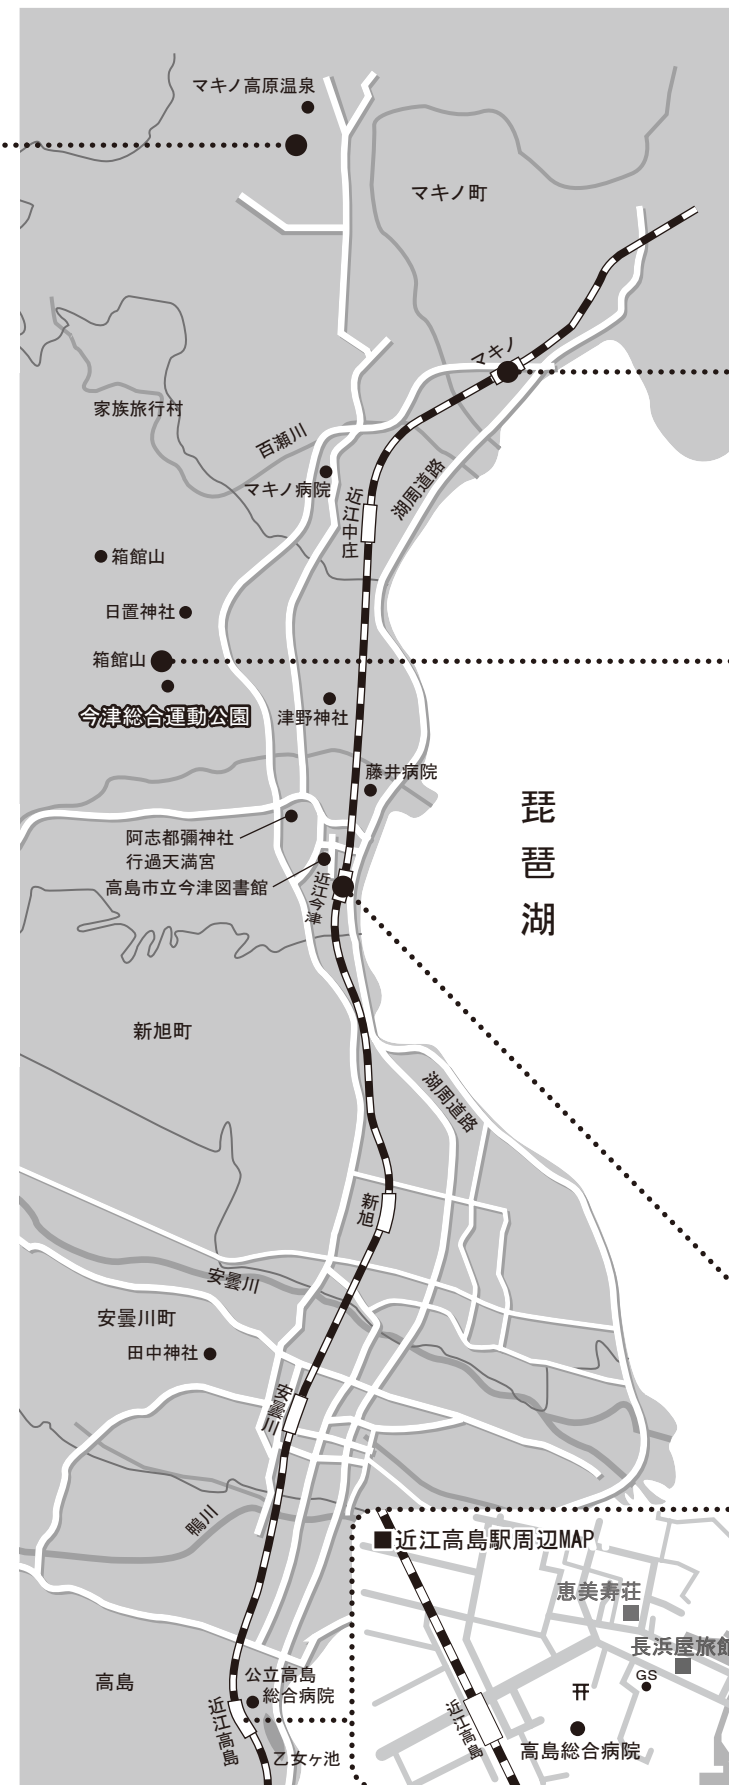 マキノ高原温泉
マキノ町
マキノ
家族旅行村
百瀬川
マキノ病院
湖周道路
近江中庄
箱館山
日置神社
箱館山
今津総合運動公園
津野神社
藤井病院
琵琶湖
阿志都彌神社
行過天満宮
高島市立今津図書館
近江今津
新旭町
湖周道路
新旭
安曇川
安曇川町
田中神社
安曇川
鴨川
■近江高島駅周辺MAP
恵美寿荘
長浜屋旅館
GS
高島
公立高島
総合病院
近江高島
近江高島
高島総合病院
乙女ヶ池